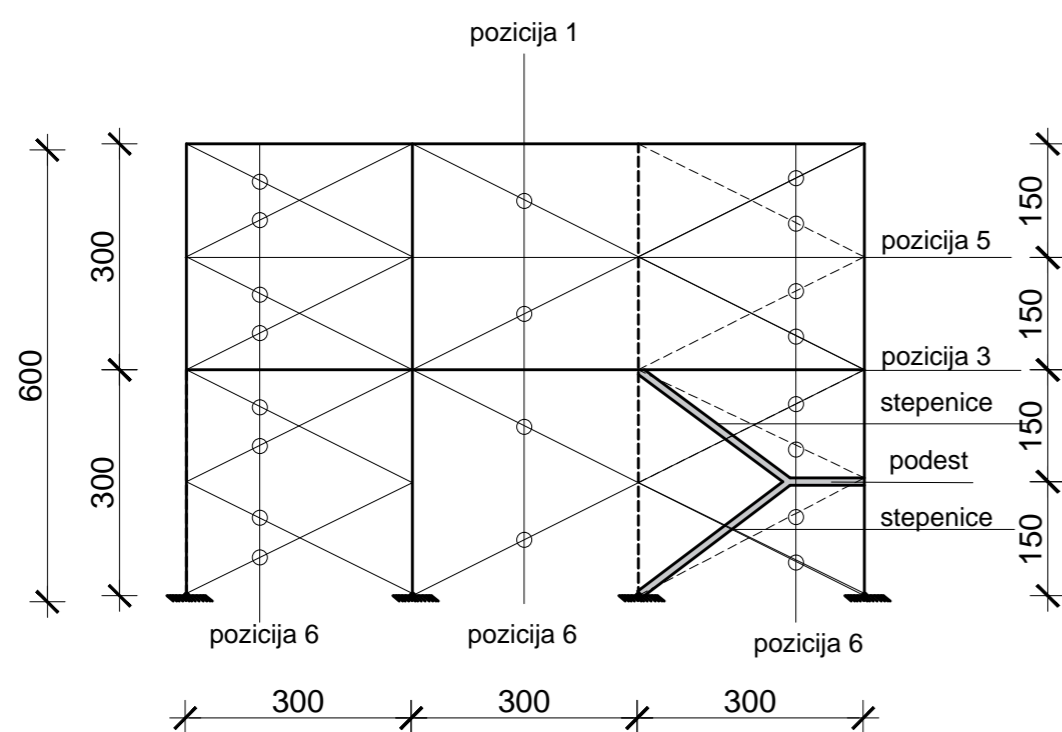 pozicija 1
600
300
300
150
150
150
150
pozicija 5
pozicija 3
stepenice
podest
stepenice
pozicija 6
pozicija 6
pozicija 6
300
300
300